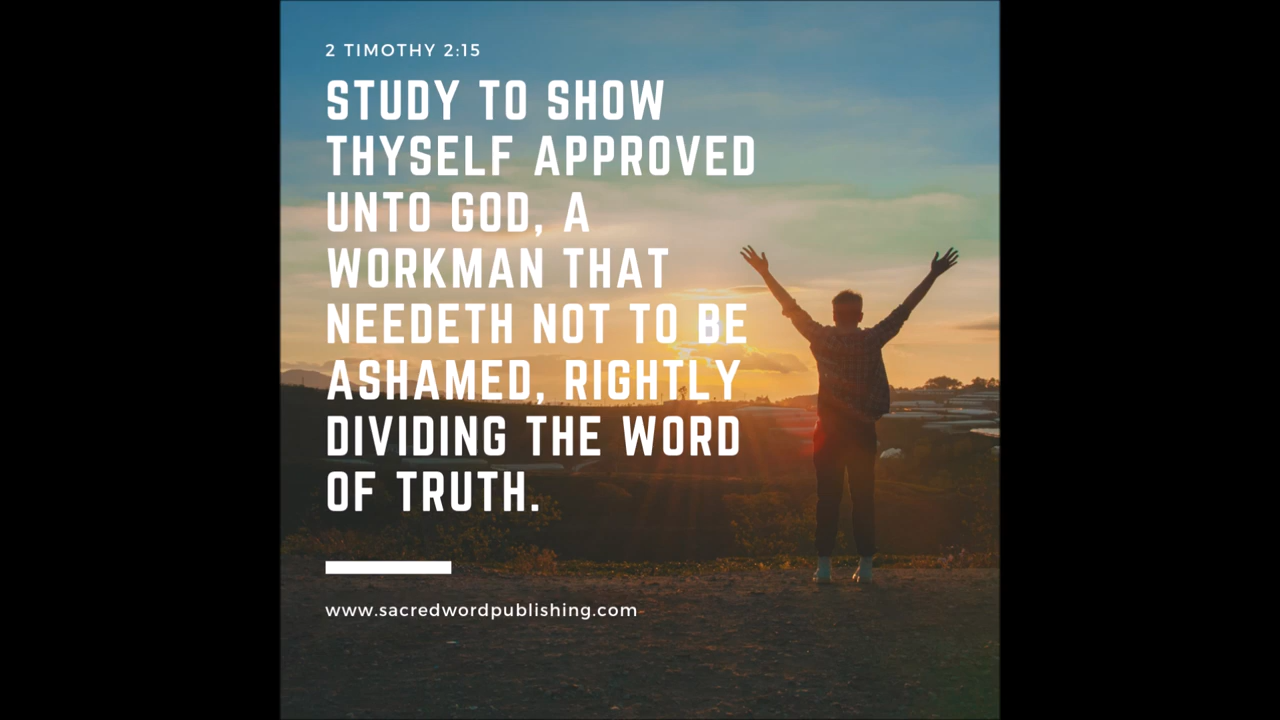 2 TIMOTHY 2:15
STUDY TO SHOW
THYSELF APPROVED
UNTO GOD, A
WORKMAN THAT
NEEDETH NOT TO BE
ASHAMED, RIGHTLY
DIVIDING THE WORD
OF TRUTH.
www.sacredwordpublishing.com